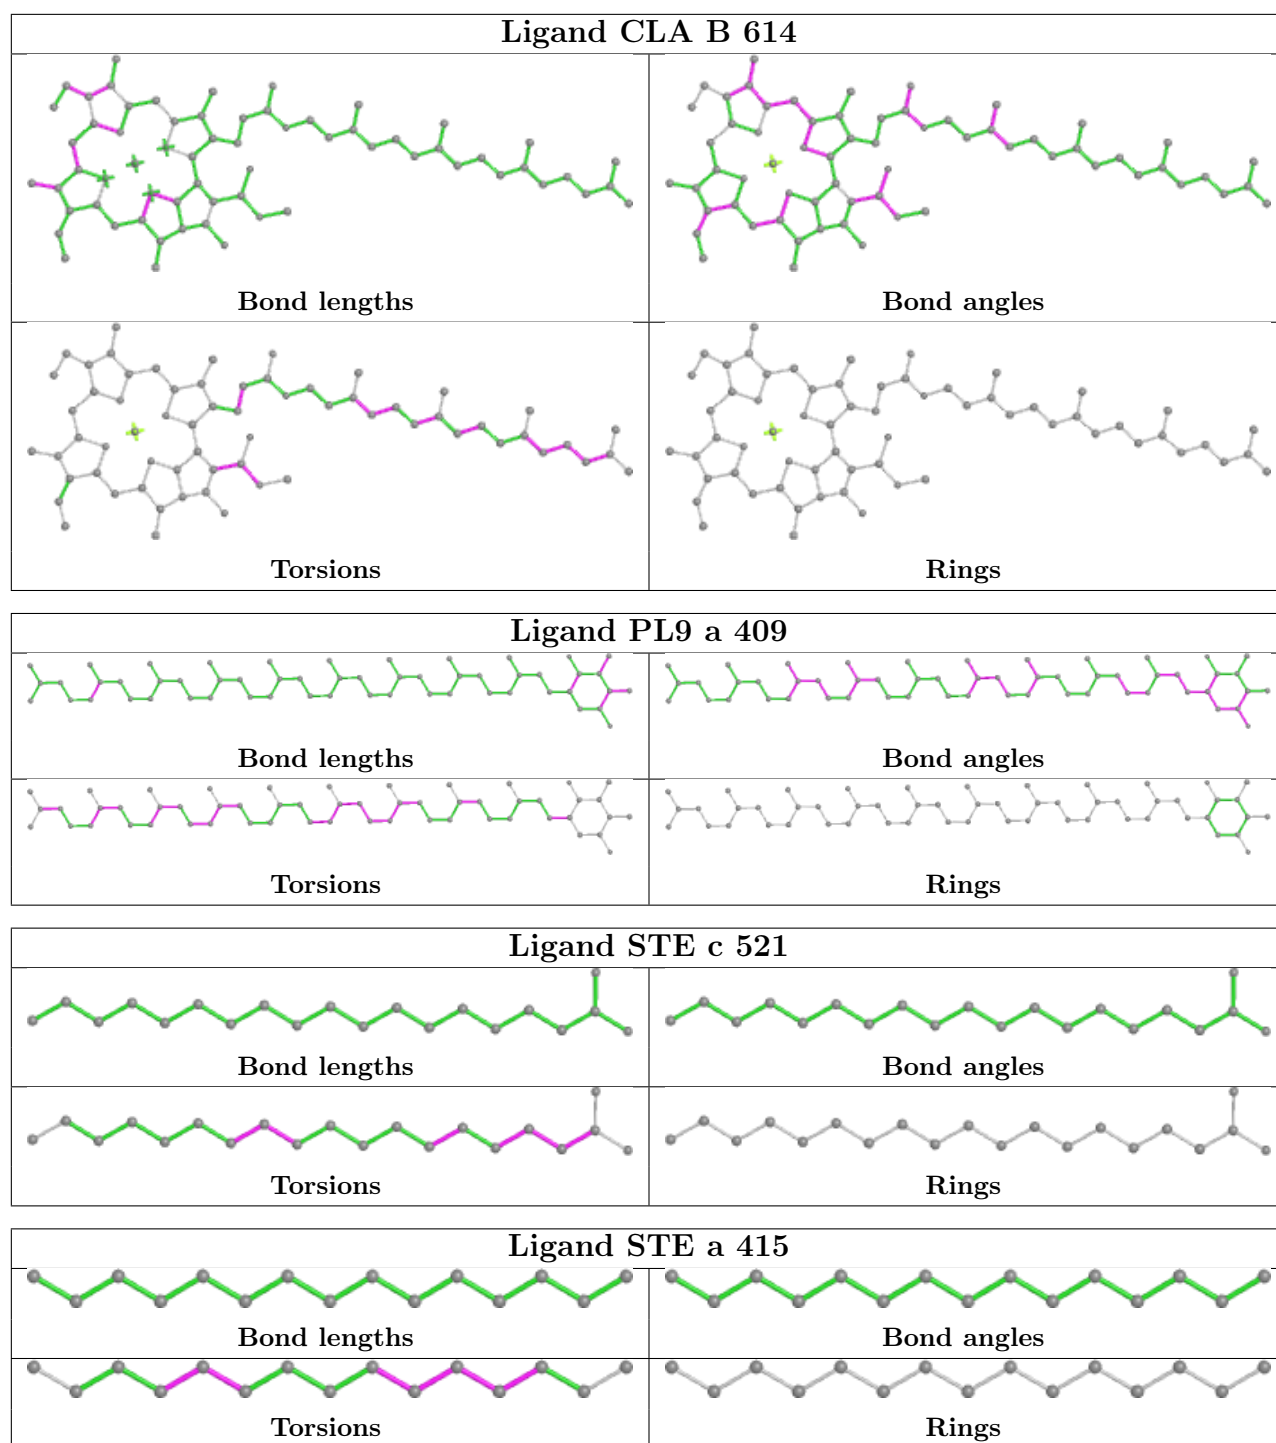 Ligand CLA B 614
Bond lengths
Bond angles
Torsions
Rings
Ligand PL9 a 409
Bond lengths
Bond angles
Torsions
Rings
Ligand STE c 521
Bond lengths
Bond angles
Torsions
Rings
Ligand STE a 415
Bond lengths
Bond angles
Torsions
Rings